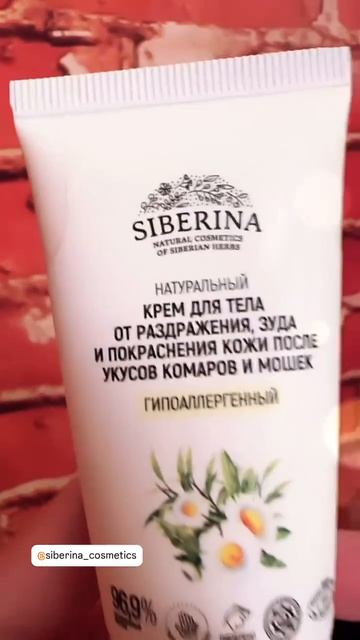 SIBERINA
NATURAL COSMETICS
OF SIBERIAN HERBS
НАТУРАЛЬНЫЙ
КРЕМ ДЛЯ ТЕЛА
ОТ РАЗДРАЖЕНИЯ, ЗУДА
И ПОКРАСНЕНИЯ КОЖИ ПОСЛЕ
УКУСОВ КОМАРОВ И МОШЕК
ГИПОАЛЛЕРГЕННЫЙ
@siberina_cosmetics
96,9%